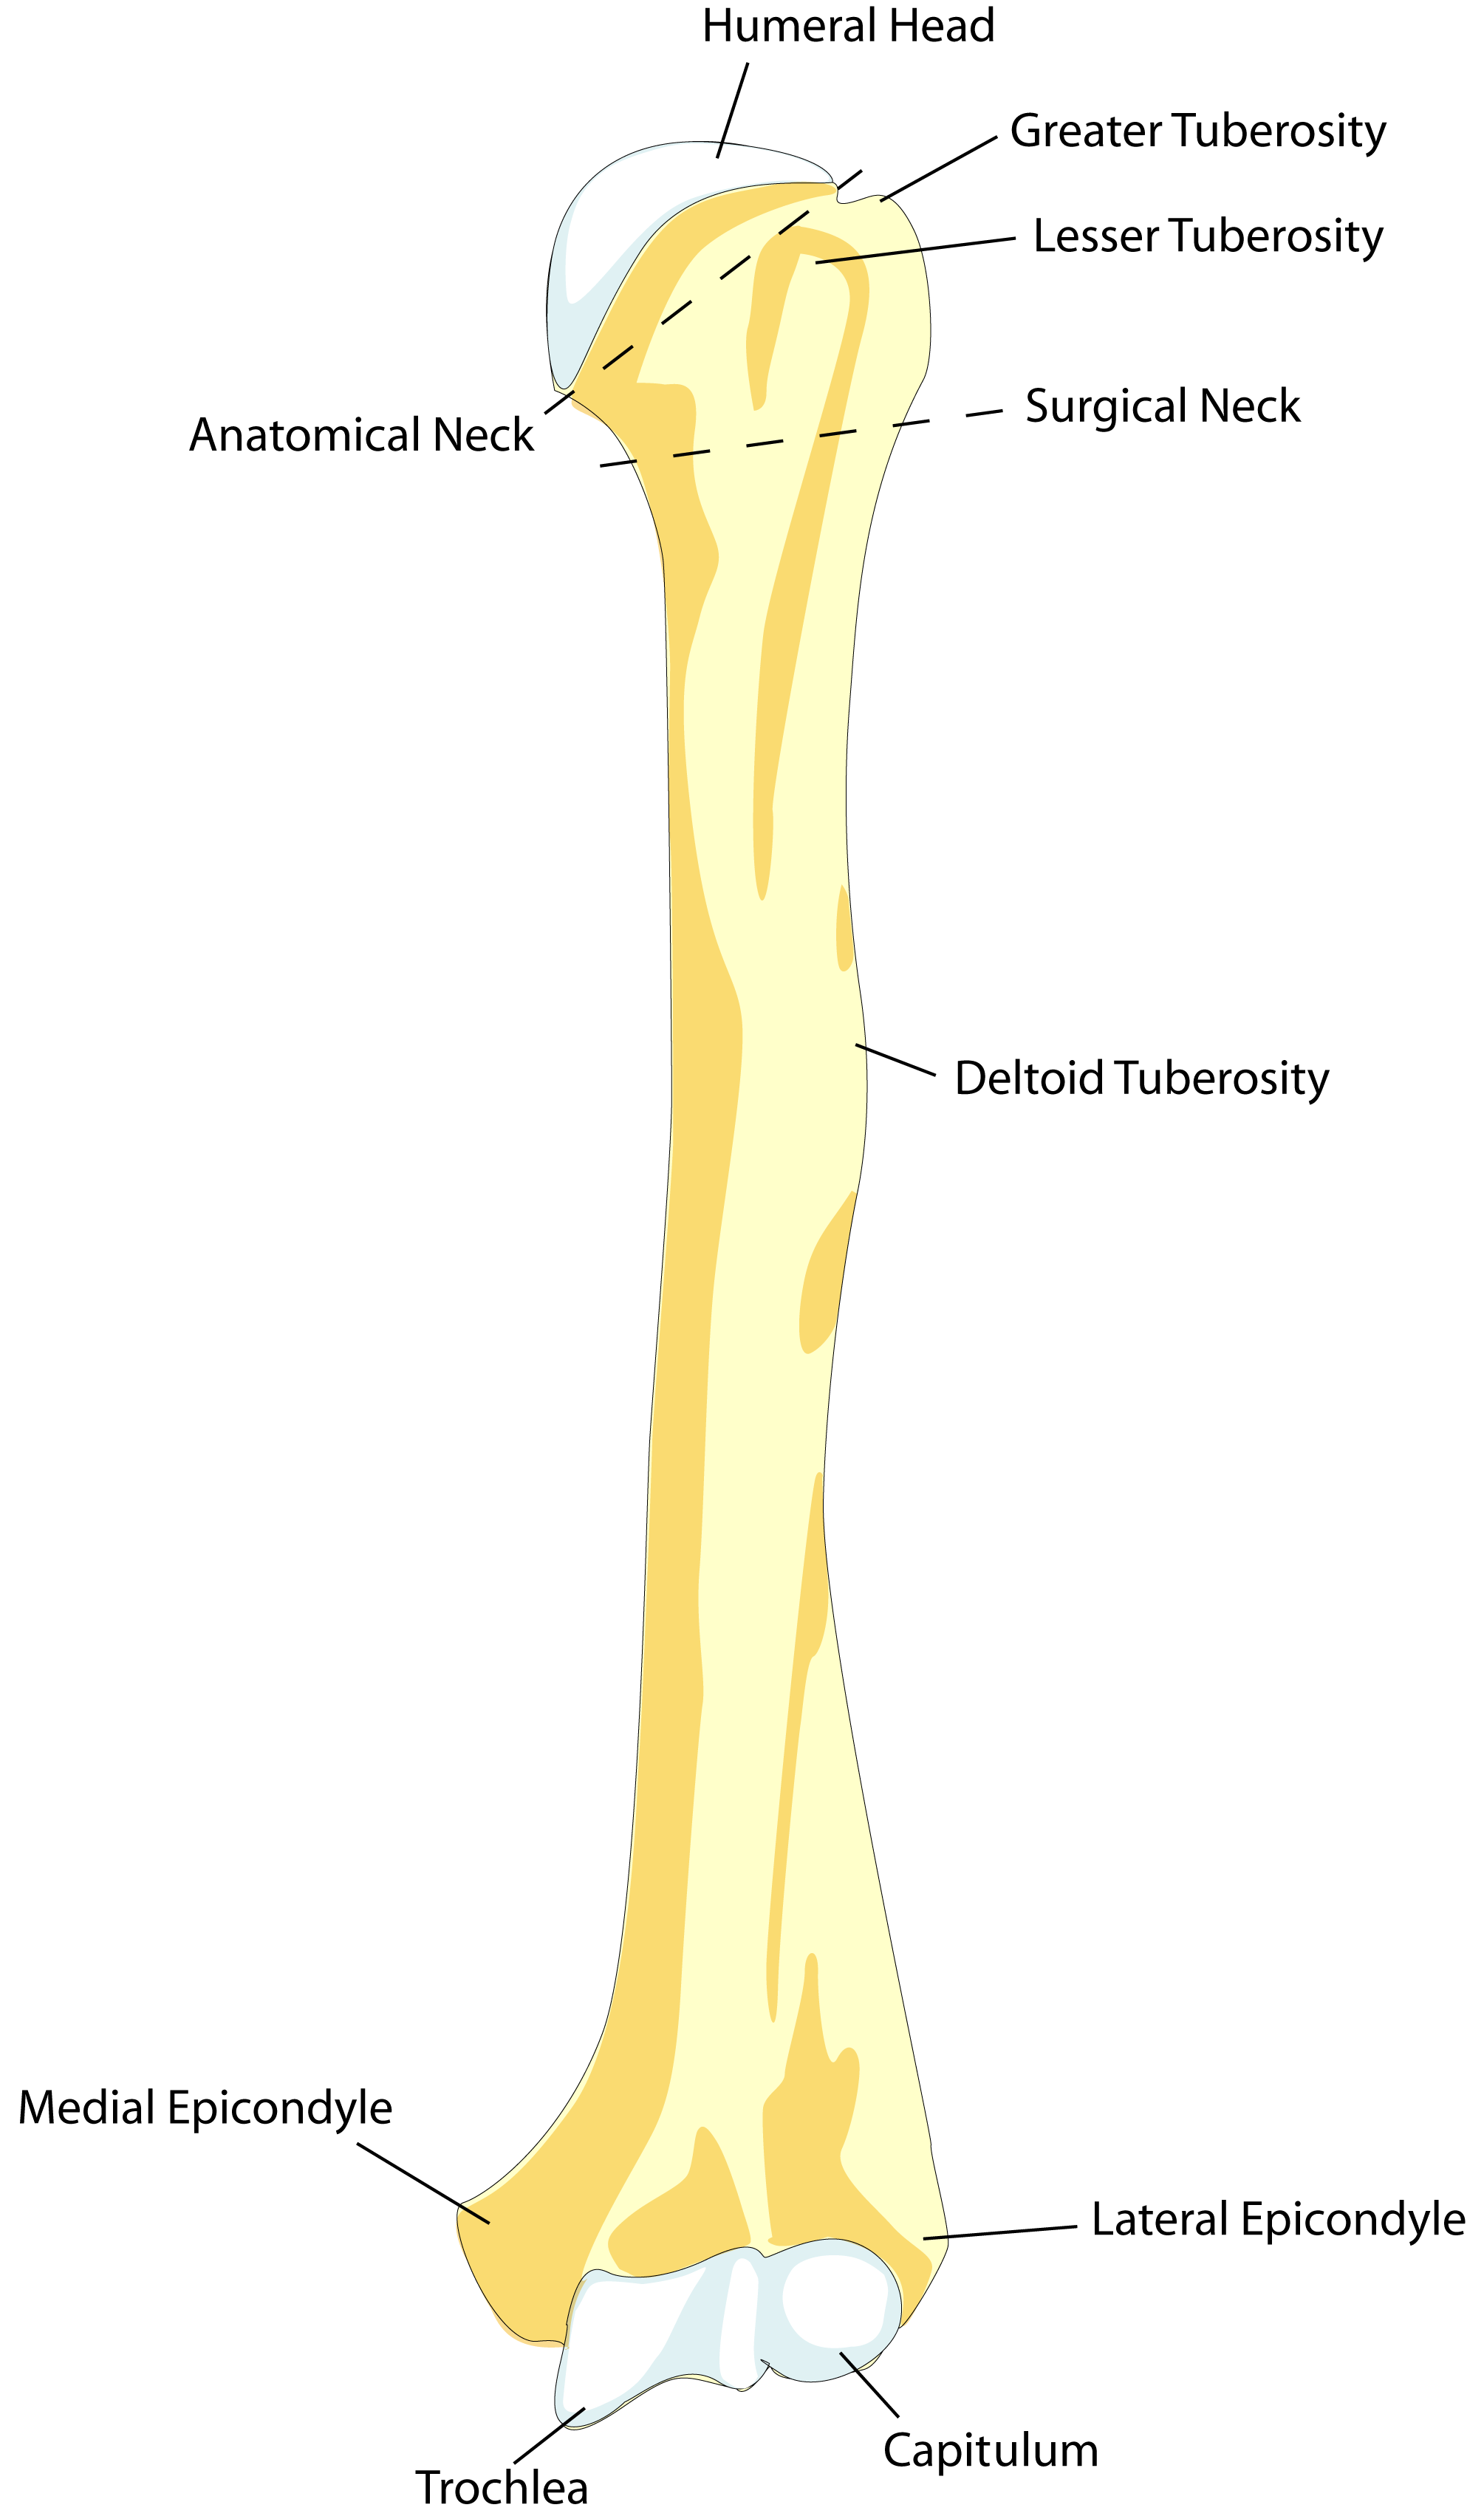 Humeral Head
Greater Tuberosity
Lesser Tuberosity
Surgical Neck
Anatomical Neck
Deltoid Tuberosity
Medial Epicondyle
Lateral Epicondyle
Capitulum
Trochlea